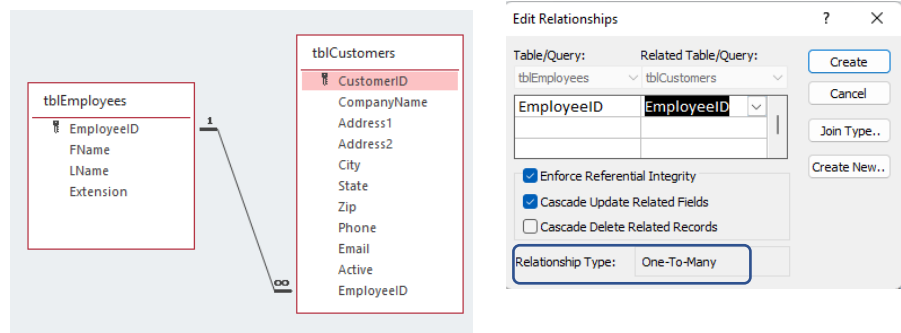 tblEmployees
EmployeeID
FName
LName
Extension
1
∞
tblCustomers
CustomerID
CompanyName
Address1
Address2
City
State
Zip
Phone
Email
Active
EmployeeID
Edit Relationships ? ×
Table/Query: Related Table/Query:
tblEmployees tblCustomers
EmployeeID EmployeeID
Enforce Referential Integrity
Cascade Update Related Fields
Cascade Delete Related Records
Relationship Type: One-To-Many
Create
Cancel
Join Type..
Create New..